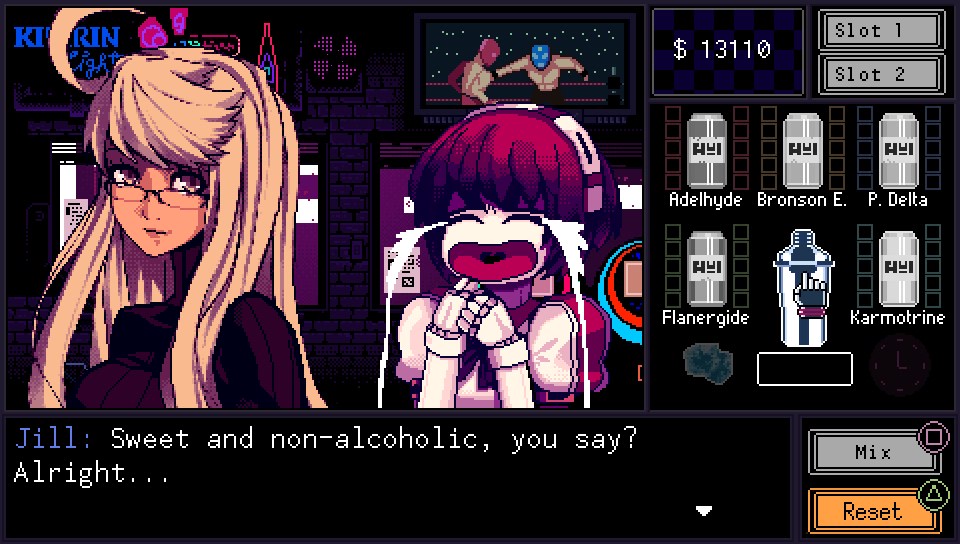 $ 13110
Slot 1
Slot 2
Adelhyde
Bronson E.
P. Delta
Flanergide
Karmotrine
Jill: Sweet and non-alcoholic, you say?
Alright...
Mix
Reset